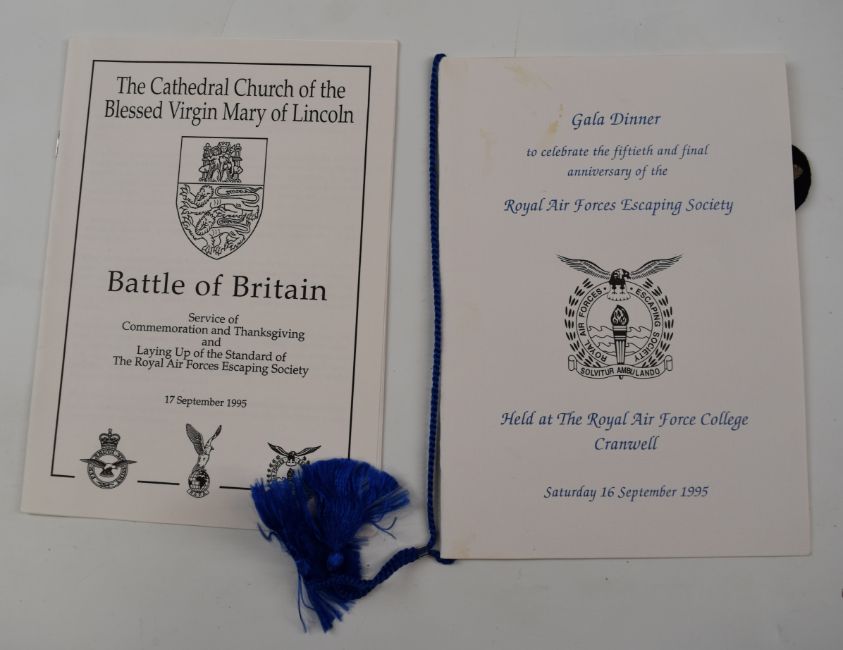 The Cathedral Church of the
Blessed Virgin Mary of Lincoln
Battle of Britain
Service of
Commemoration and Thanksgiving
and
Laying Up of the Standard of
The Royal Air Forces Escaping Society
17 September 1995
Gala Dinner
to celebrate the fiftieth and final
anniversary of the
Royal Air Forces Escaping Society
ROYAL AIR FORCES • ESCAPING SOCIETY
SOLVITUR AMBULANDO
Held at The Royal Air Force College
Cranwell
Saturday 16 September 1995